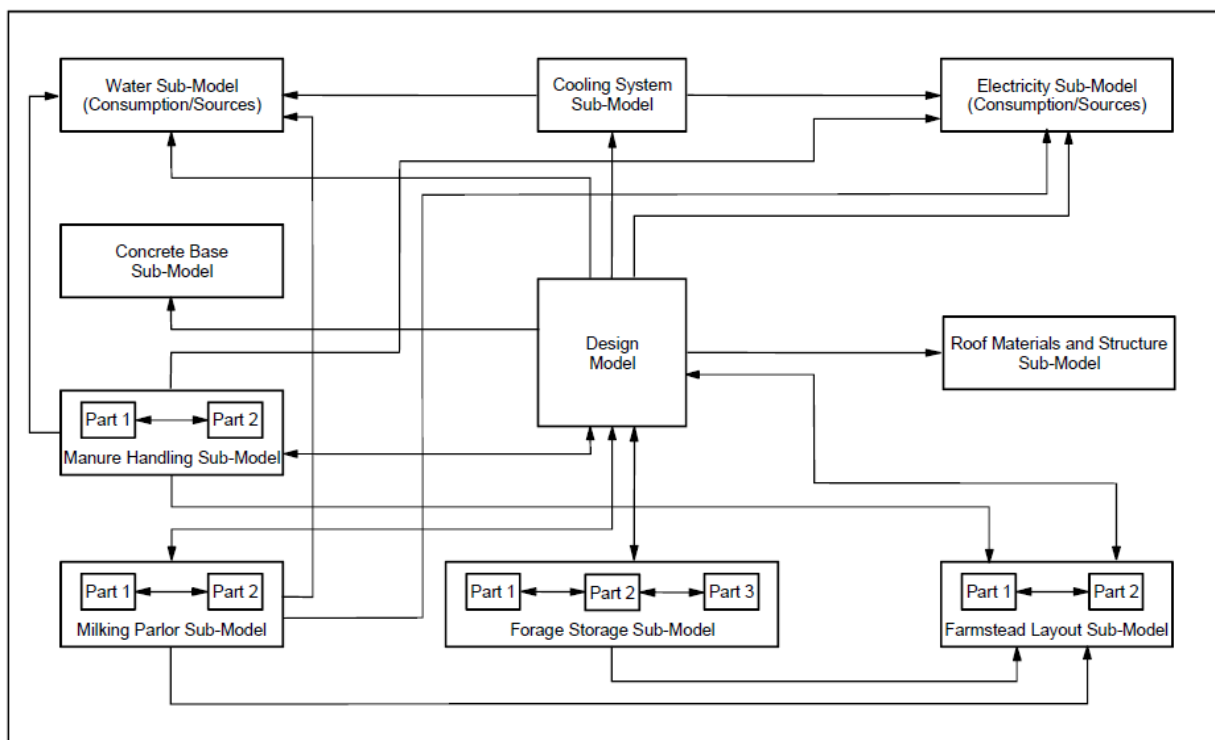 Water Sub-Model
(Consumption/Sources)
Cooling System
Sub-Model
Electricity Sub-Model
(Consumption/Sources)
Concrete Base
Sub-Model
Design
Model
Roof Materials and Structure
Sub-Model
Part 1
Part 2
Manure Handling Sub-Model
Part 1
Part 2
Milking Parlor Sub-Model
Part 1
Part 2
Part 3
Forage Storage Sub-Model
Part 1
Part 2
Farmstead Layout Sub-Model